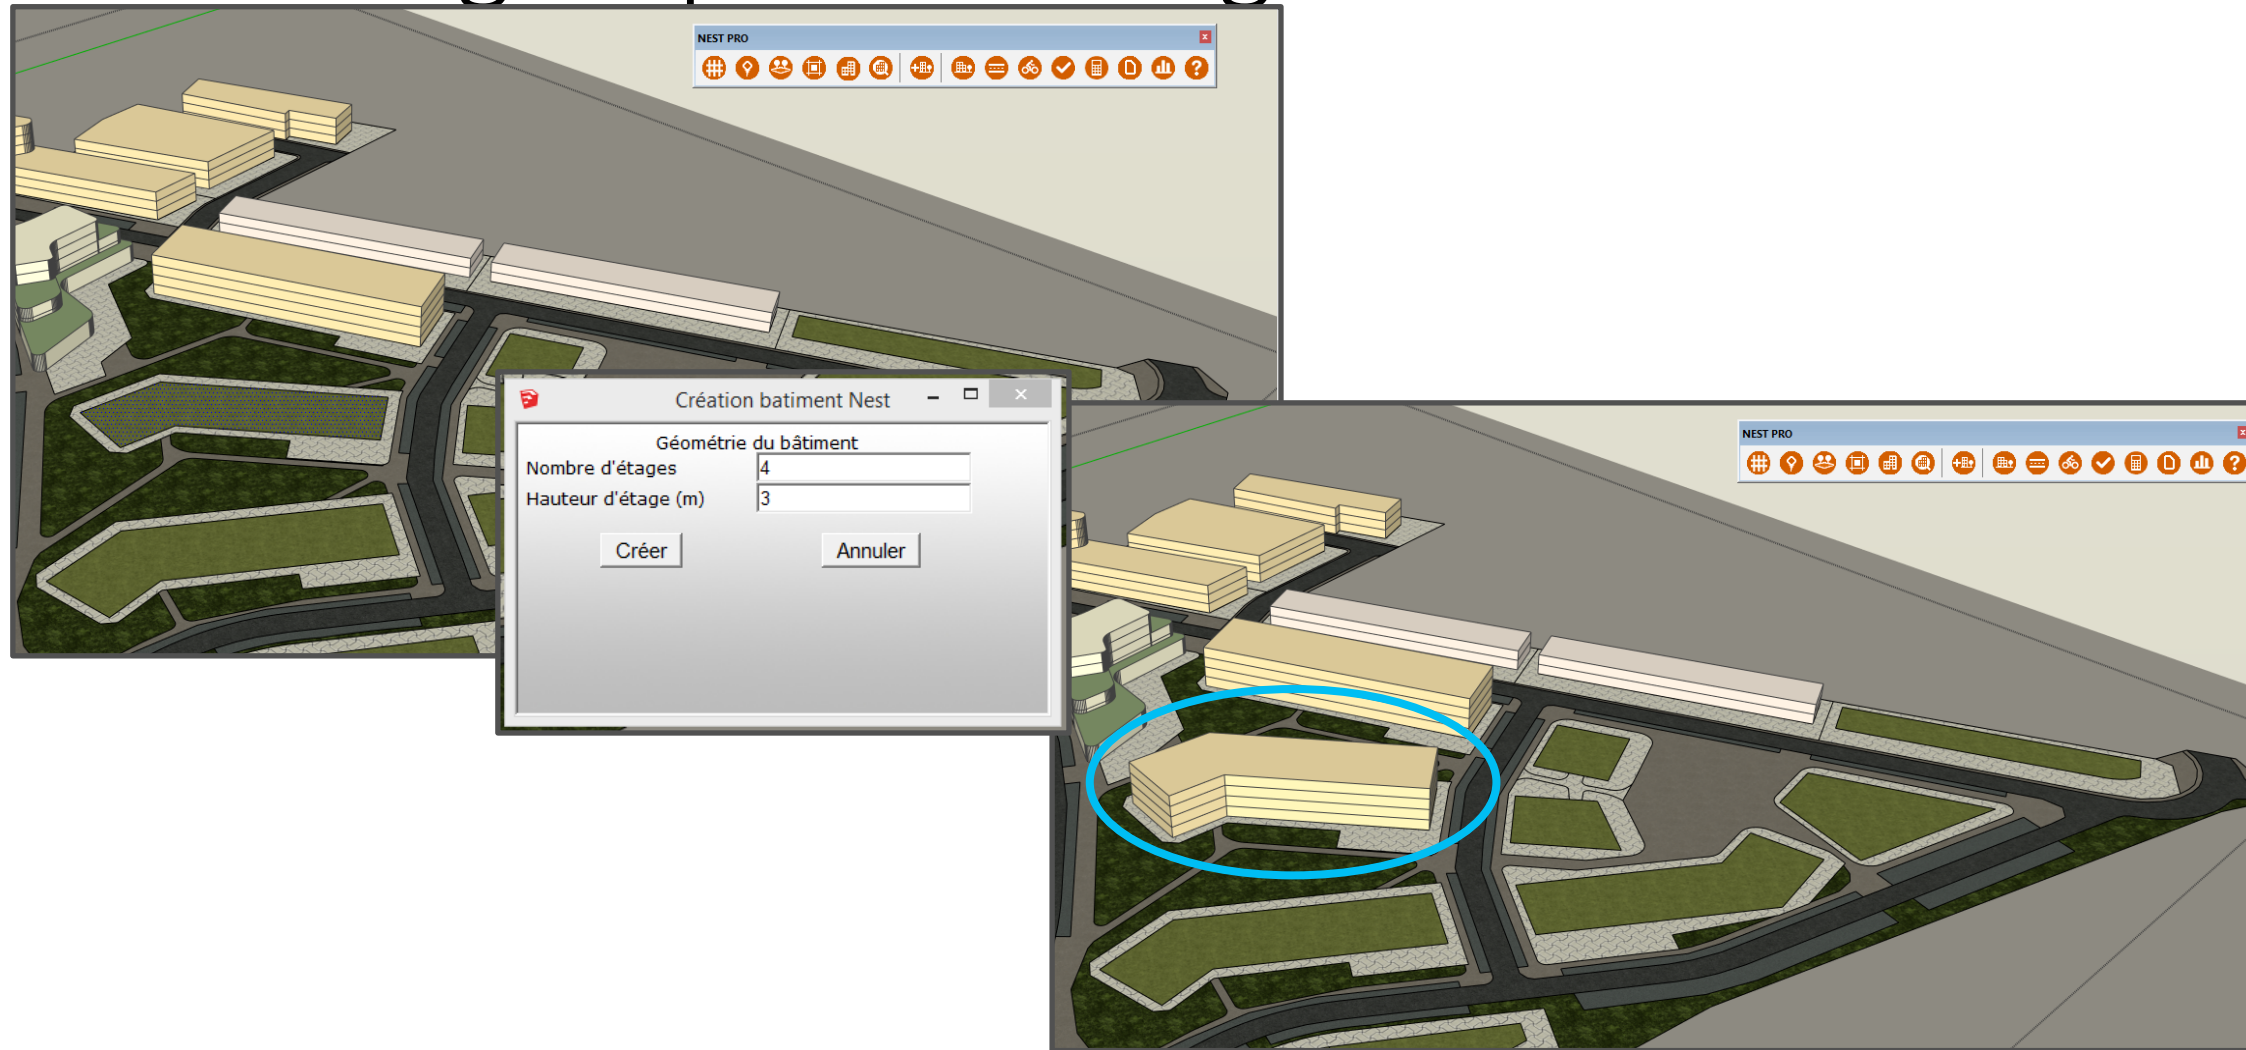 NEST PRO
Création batiment Nest
Géométrie du bâtiment
Nombre d'étages 4
Hauteur d'étage (m) 3
Créer Annuler
NEST PRO